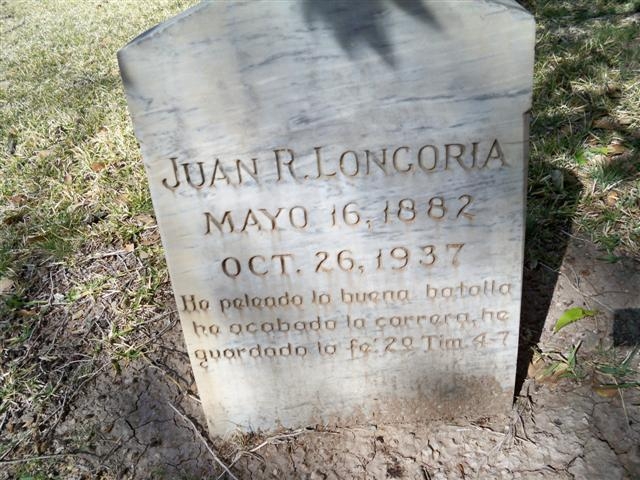 JUAN R. LONGORIA
MAYO 16, 1882
OCT. 26, 1937
He peleado la buena batalla
he acabado la carrera, he
guardado la fe. 2o Tim. 4-7